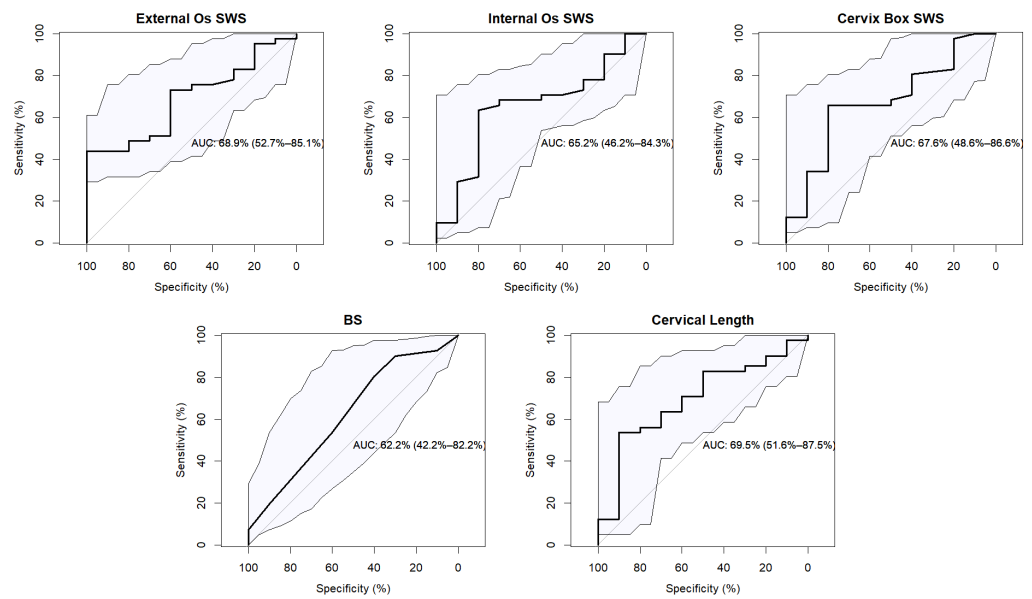 External Os SWS
Internal Os SWS
Cervix Box SWS
Sensitivity (%)
0 20 40 60 80 100
AUC: 68.9% (52.7%–85.1%)
100 80 60 40 20 0
Specificity (%)
Sensitivity (%)
0 20 40 60 80 100
AUC: 65.2% (46.2%–84.3%)
100 80 60 40 20 0
Specificity (%)
Sensitivity (%)
0 20 40 60 80 100
AUC: 67.6% (48.6%–86.6%)
100 80 60 40 20 0
Specificity (%)
BS
Cervical Length
Sensitivity (%)
0 20 40 60 80 100
AUC: 62.2% (42.2%–82.2%)
100 80 60 40 20 0
Specificity (%)
Sensitivity (%)
0 20 40 60 80 100
AUC: 69.5% (51.6%–87.5%)
100 80 60 40 20 0
Specificity (%)